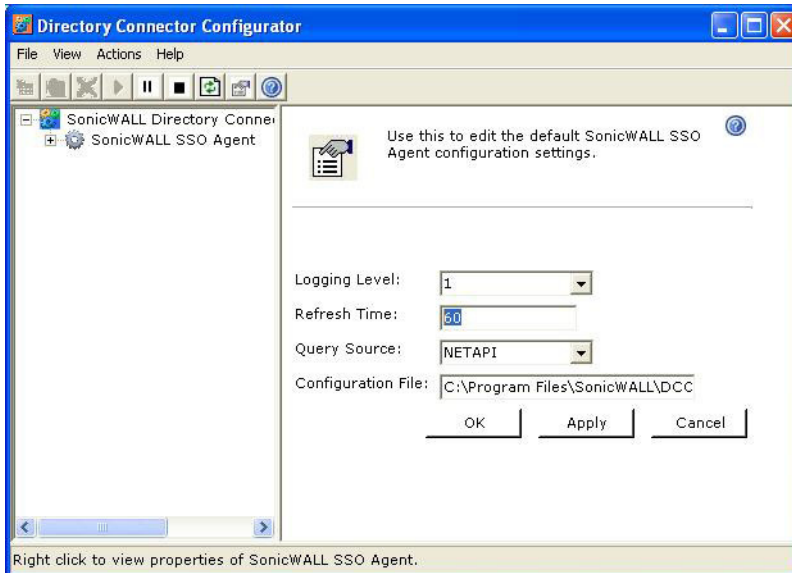 Directory Connector Configurator
File View Actions Help
SonicWALL Directory Conne
SonicWALL SSO Agent
Use this to edit the default SonicWALL SSO
Agent configuration settings.
Logging Level: 1
Refresh Time: 60
Query Source: NETAPI
Configuration File: C:\Program Files\SonicWALL\DCC
OK Apply Cancel
Right click to view properties of SonicWALL SSO Agent.